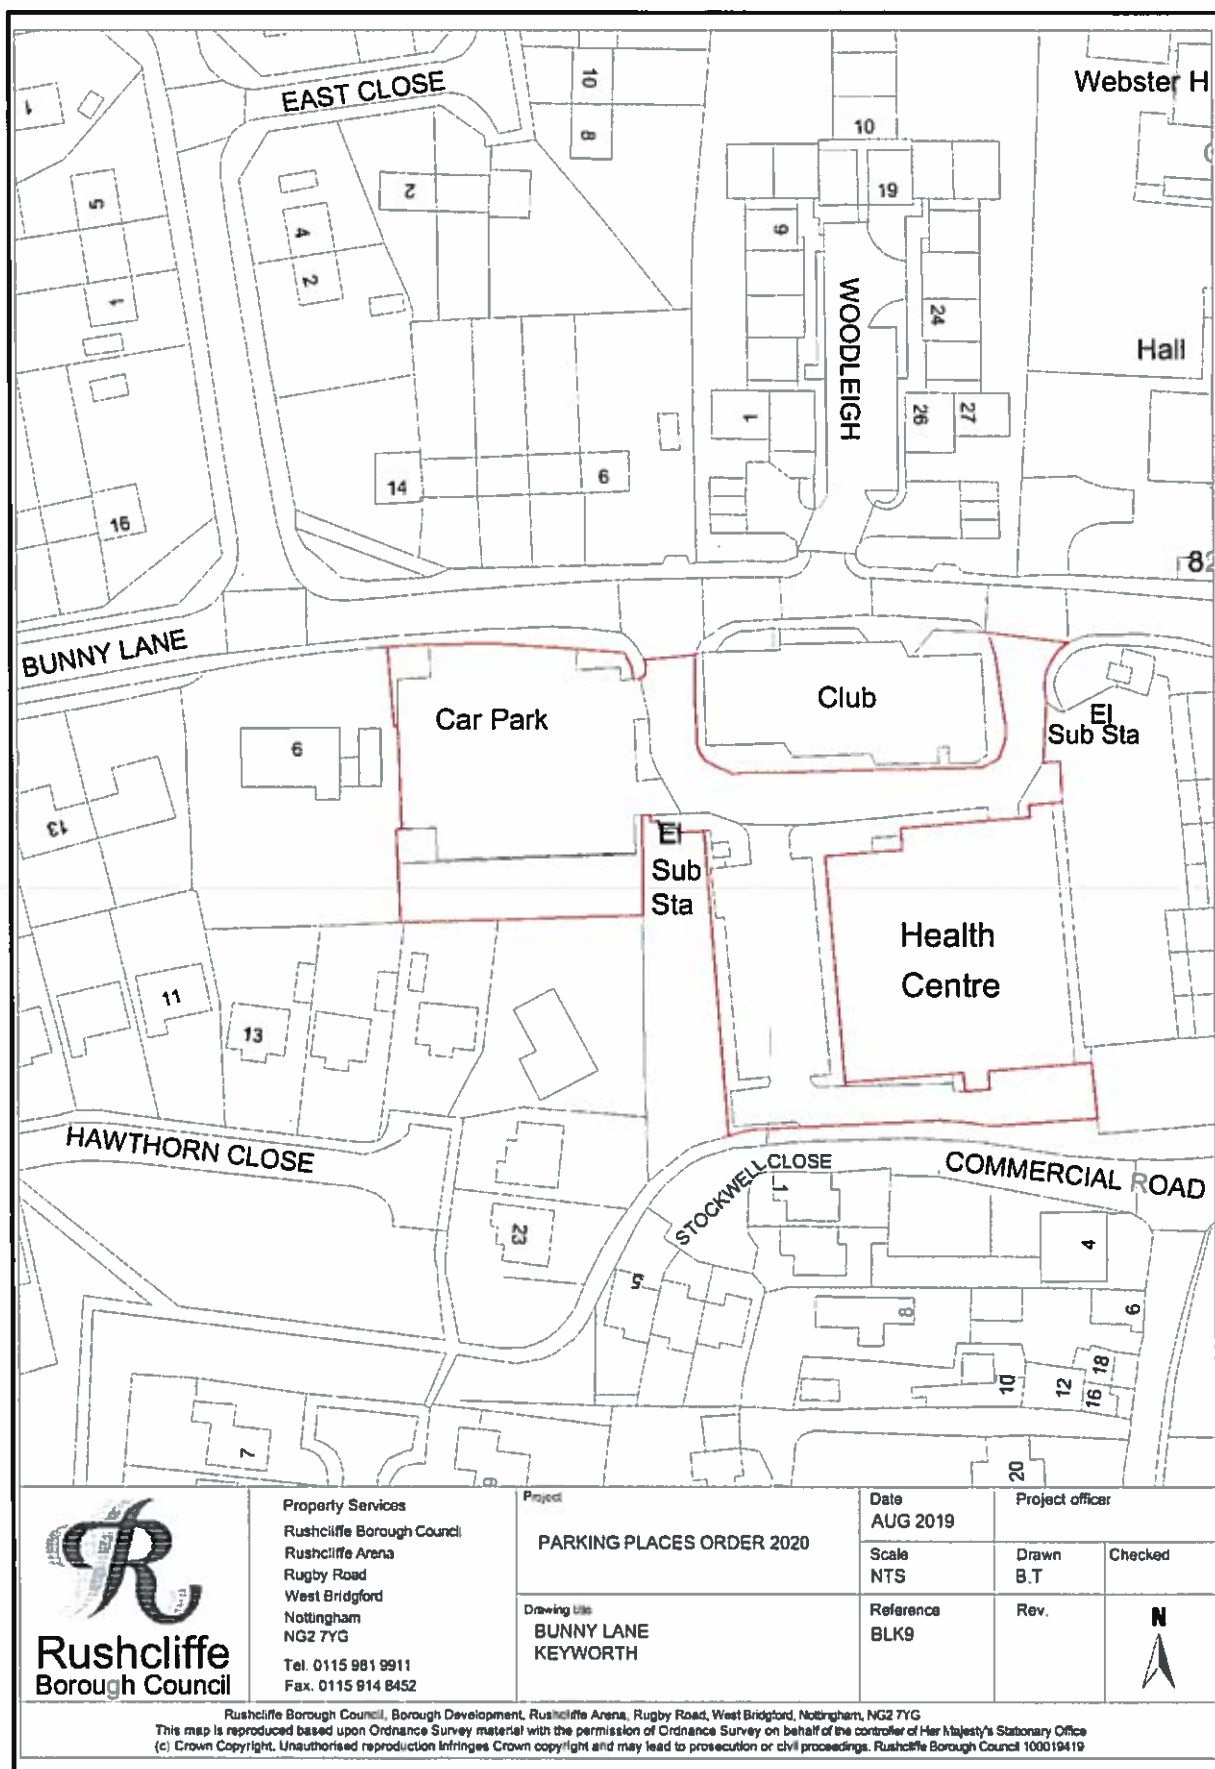 EAST CLOSE
10
8
10
Webster H
1
5
4
2
2
1
9
19
24
WOODLEIGH
Hall
1
26
27
14
6
16
82
BUNNY LANE
Car Park
Club
El
Sub Sta
6
13
El
Sub
Sta
Health
Centre
11
13
HAWTHORN CLOSE
STOCKWELL CLOSE
COMMERCIAL ROAD
1
23
4
5
8
6
10
12
18
16
7
9
20
Rushcliffe
Borough Council
Property Services
Rushcliffe Borough Council
Rushcliffe Arena
Rugby Road
West Bridgford
Nottingham
NG2 7YG
Tel. 0115 981 9911
Fax. 0115 914 8452
Project
PARKING PLACES ORDER 2020
Drawing title
BUNNY LANE
KEYWORTH
Date
AUG 2019
Project officer
Scale
NTS
Drawn
B.T
Checked
Reference
BLK9
Rev.
N
Rushcliffe Borough Council, Borough Development, Rushcliffe Arena, Rugby Road, West Bridgford, Nottingham, NG2 7YG
This map is reproduced based upon Ordnance Survey material with the permission of Ordnance Survey on behalf of the controller of Her Majesty's Stationary Office
(c) Crown Copyright. Unauthorised reproduction infringes Crown copyright and may lead to prosecution or civil proceedings. Rushcliffe Borough Council 100019419